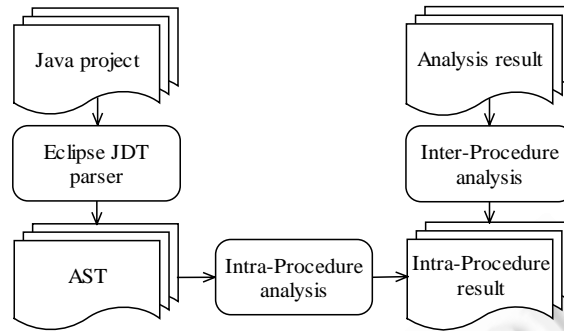 Java project
Analysis result
Eclipse JDT
parser
Inter-Procedure
analysis
AST
Intra-Procedure
analysis
Intra-Procedure
result